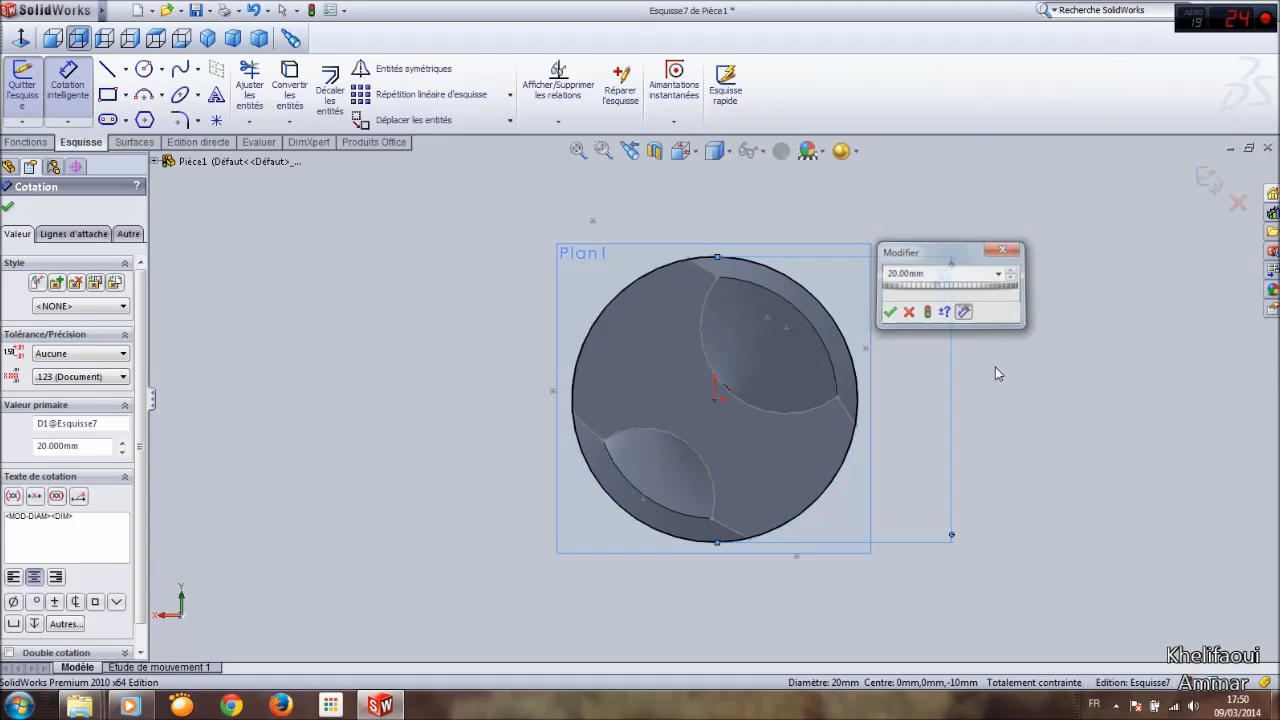 SolidWorks
Esquisse7 de Pièce1 *
Recherche SolidWorks
AERO
19
24
Quitter l'esquisse
Cotation intelligente
Ajuster les entités
Convertir les entités
Décaler les entités
Entités symétriques
Répétition linéaire d'esquisse
Déplacer les entités
Afficher/Supprimer les relations
Réparer l'esquisse
Aimantations instantanées
Esquisse rapide
Fonctions
Esquisse
Surfaces
Edition directe
Evaluer
DimXpert
Produits Office
Pièce1 (Défaut<<Défaut>_...
Cotation
?
Valeur
Lignes d'attache
Autre
Style
<NONE>
Tolérance/Précision
Aucune
.123 (Document)
Valeur primaire
D1@Esquisse7
20.000mm
Texte de cotation
<MOD-DIAM><DIM>
Autres...
Double cotation
Plan1
Modifier
20.00mm
Y
X
Modèle
Etude de mouvement 1
Khelifaoui
Ammar
SolidWorks Premium 2010 x64 Edition
Diamètre: 20mm
Centre: 0mm,0mm,-10mm
Totalement contrainte
Edition: Esquisse7
FR
17:50
09/03/2014